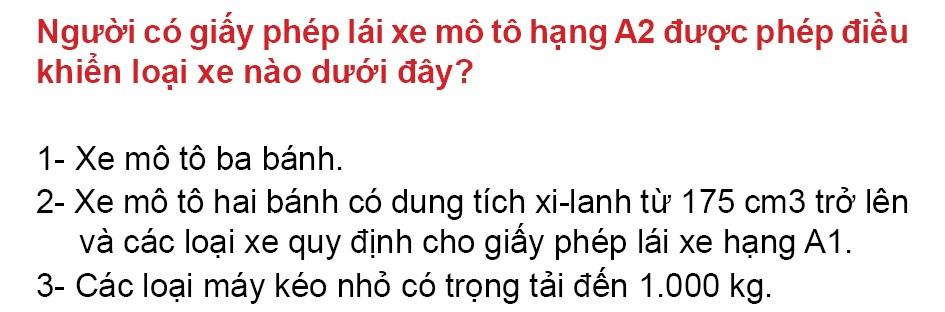 Người có giấy phép lái xe mô tô hạng A2 được phép điều
khiển loại xe nào dưới đây?
1- Xe mô tô ba bánh.
2- Xe mô tô hai bánh có dung tích xi-lanh từ 175 cm3 trở lên
và các loại xe quy định cho giấy phép lái xe hạng A1.
3- Các loại máy kéo nhỏ có trọng tải đến 1.000 kg.